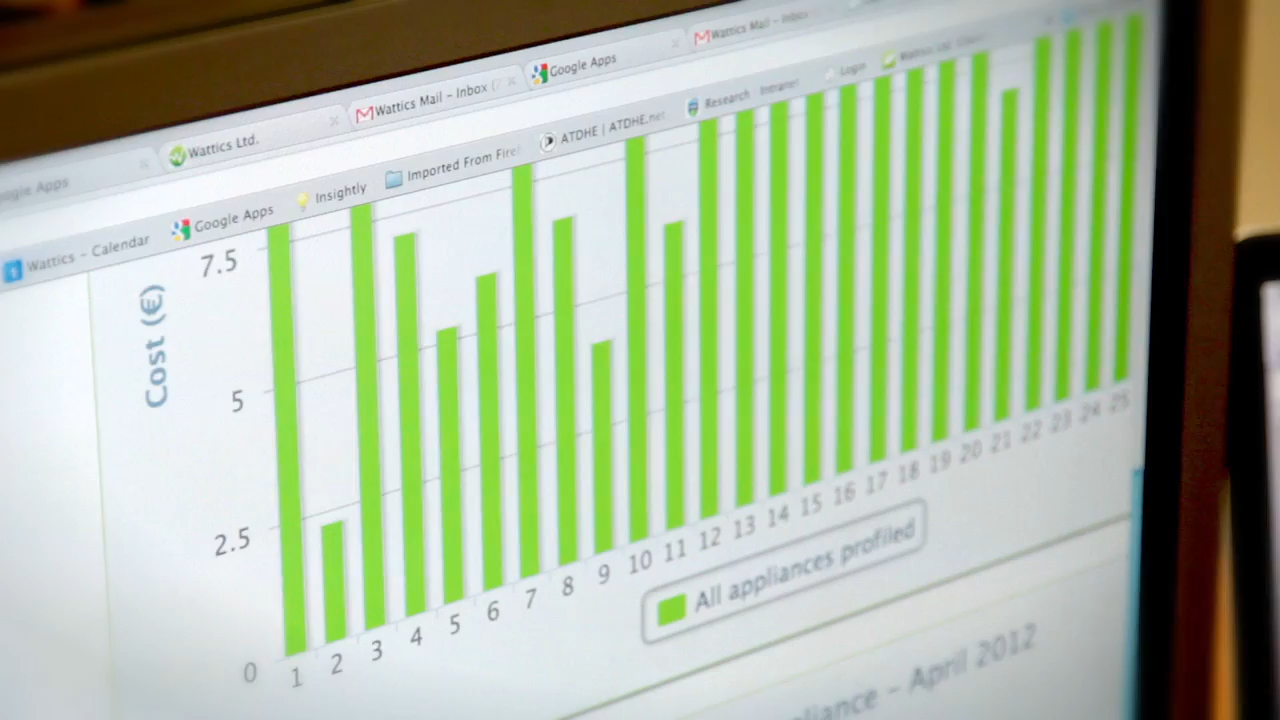 Google Apps
Wattics Ltd.
Wattics Mail – Inbox (
Google Apps
Wattics Mail – Inbox
Wattics – Calendar
Google Apps
Insightly
Imported From Fire
ATDHE | ATDHE.net
Research
Intranet
Login
Cost (€)
7.5
5
2.5
0
1 2 3 4 5 6 7 8 9 10 11 12 13 14 15 16 17 18 19 20 21 22 23 24 25
All appliances profiled
pliance – April 2012